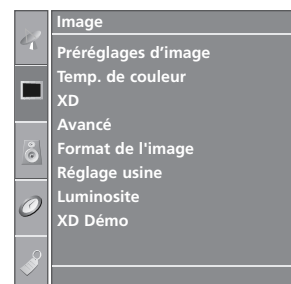 Image
Préréglages d’image
Temp. de couleur
XD
Avancé
Format de l'image
Réglage usine
Luminosite
XD Démo